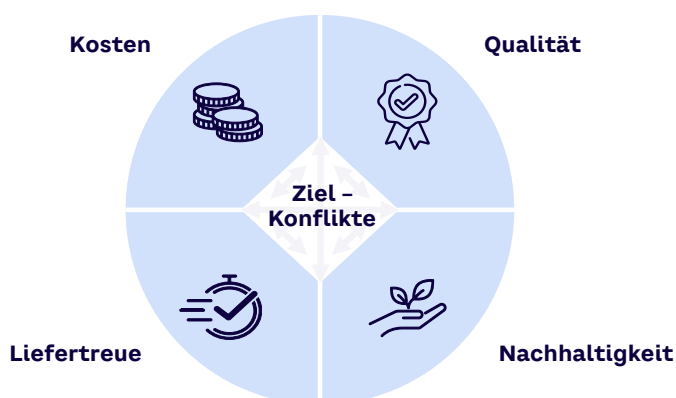 Kosten
Qualität
Ziel –
Konflikte
Liefertreue
Nachhaltigkeit